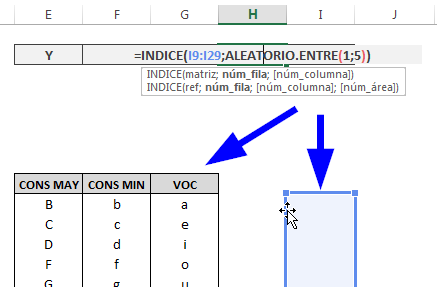 E F G H I J
Y =INDICE(I9:I29;ALEATORIO.ENTRE(1;5))
INDICE(matriz; núm_fila; [núm_columna])
INDICE(ref; núm_fila; [núm_columna]; [núm_área])
CONS MAY CONS MIN VOC
B b a
C c e
D d i
F f o
G g u